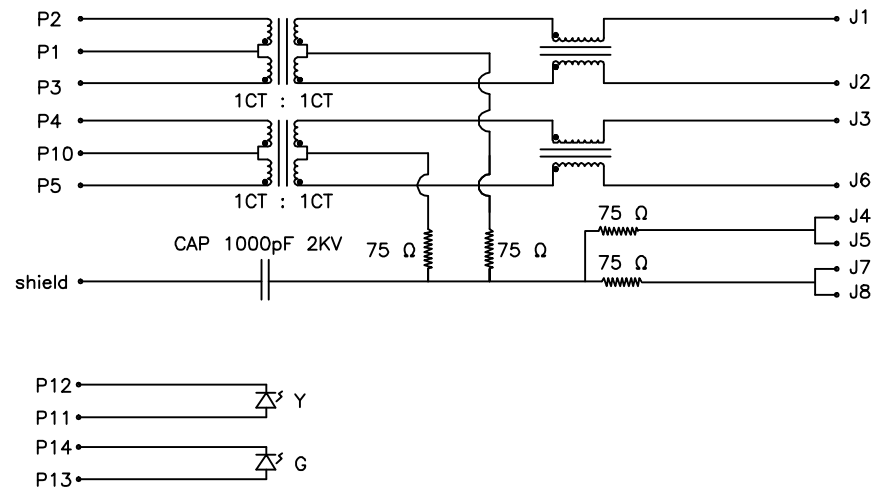 P2
J1
P1
P3
J2
1CT : 1CT
P4
J3
P10
P5
J6
1CT : 1CT
75 Ω
J4
CAP 1000pF 2KV
75 Ω
75 Ω
J5
75 Ω
J7
shield
J8
P12
Y
P11
P14
G
P13